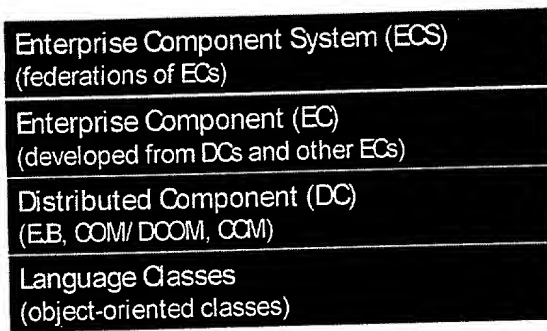 Enterprise Component System (ECS)
(federations of ECs)
Enterprise Component (EC)
(developed from DCs and other ECs)
Distributed Component (DC)
(EJB, COM/ DCOM, CCM)
Language Classes
(object-oriented classes)